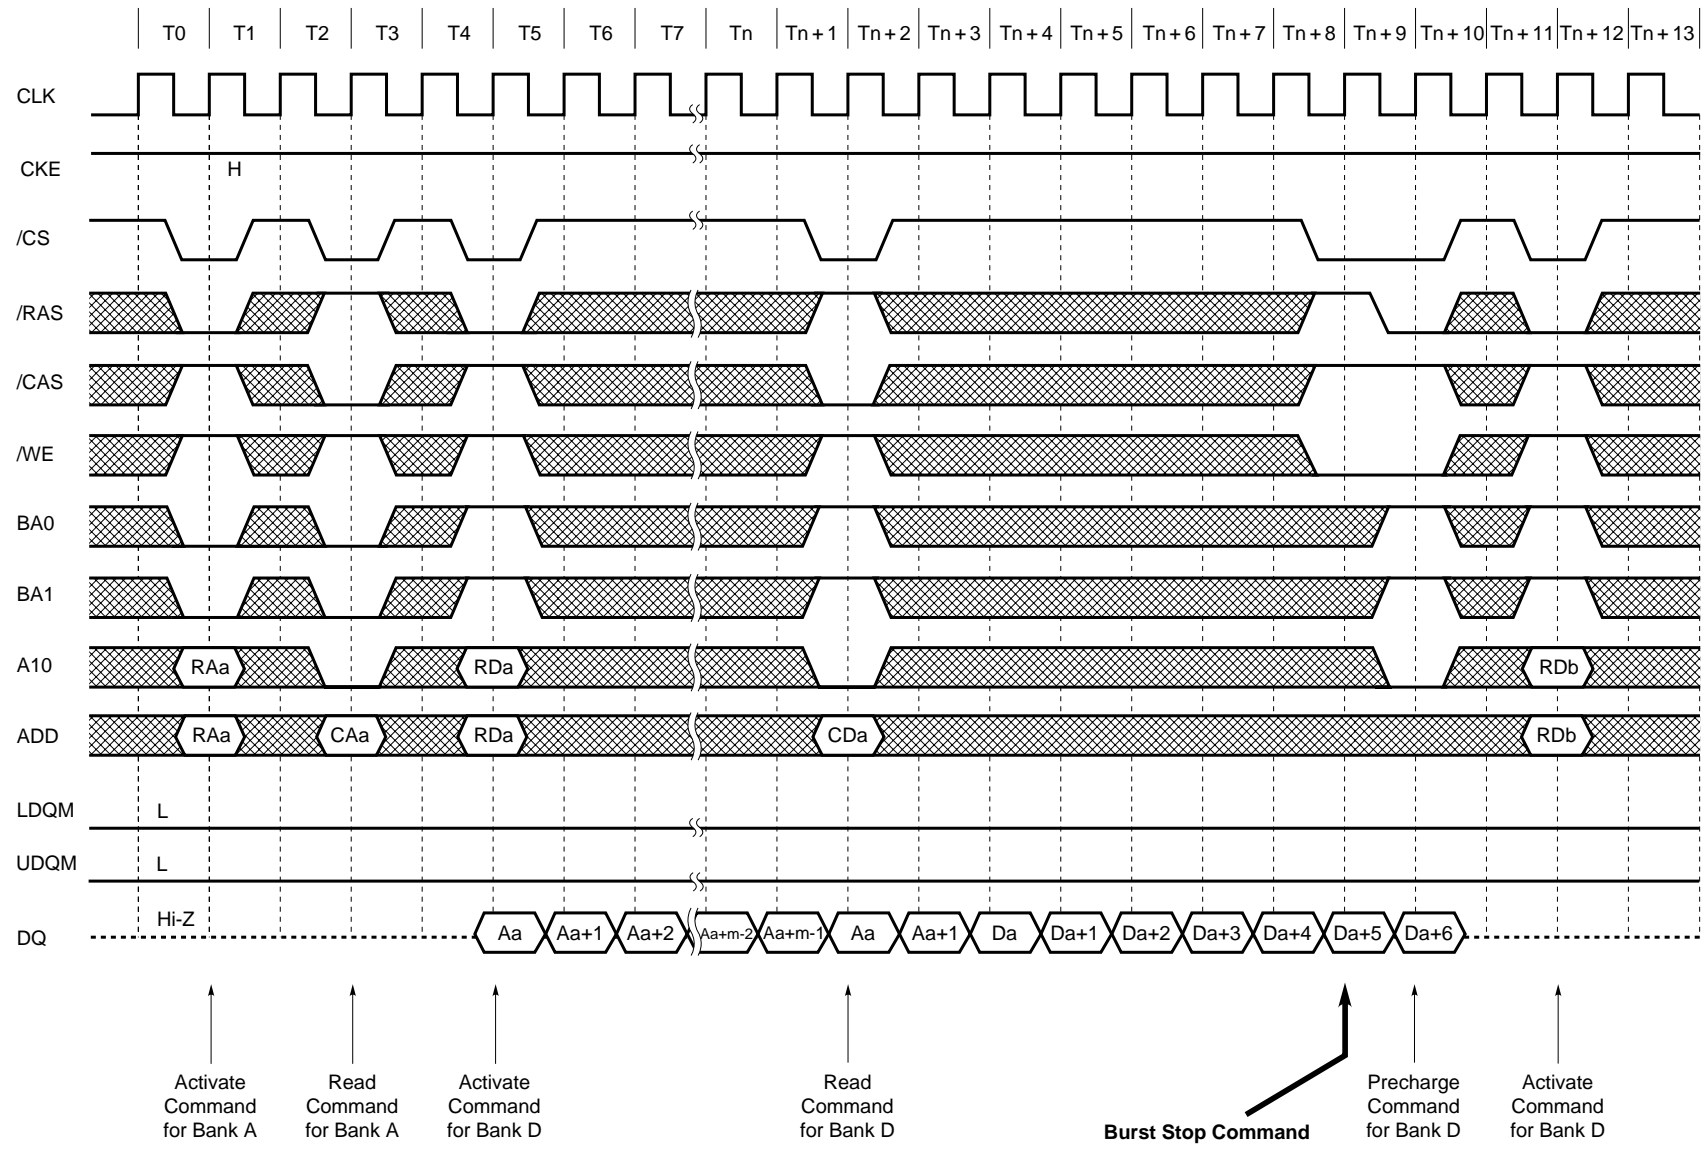 T0 T1 T2 T3 T4 T5 T6 T7 Tn Tn + 1 Tn + 2 Tn + 3 Tn + 4 Tn + 5 Tn + 6 Tn + 7 Tn + 8 Tn + 9 Tn + 10 Tn + 11 Tn + 12 Tn + 13
CLK
CKE H
/CS
/RAS
/CAS
/WE
BA0
BA1
A10 RAa RDa RDb
ADD RAa CAa RDa CDa RDb
LDQM L
UDQM L
DQ Hi-Z Aa Aa+1 Aa+2 Aa+m-2 Aa+m-1 Aa Aa+1 Da Da+1 Da+2 Da+3 Da+4 Da+5 Da+6
Activate
Command
for Bank A
Read
Command
for Bank A
Activate
Command
for Bank D
Read
Command
for Bank D
Burst Stop Command
Precharge
Command
for Bank D
Activate
Command
for Bank D